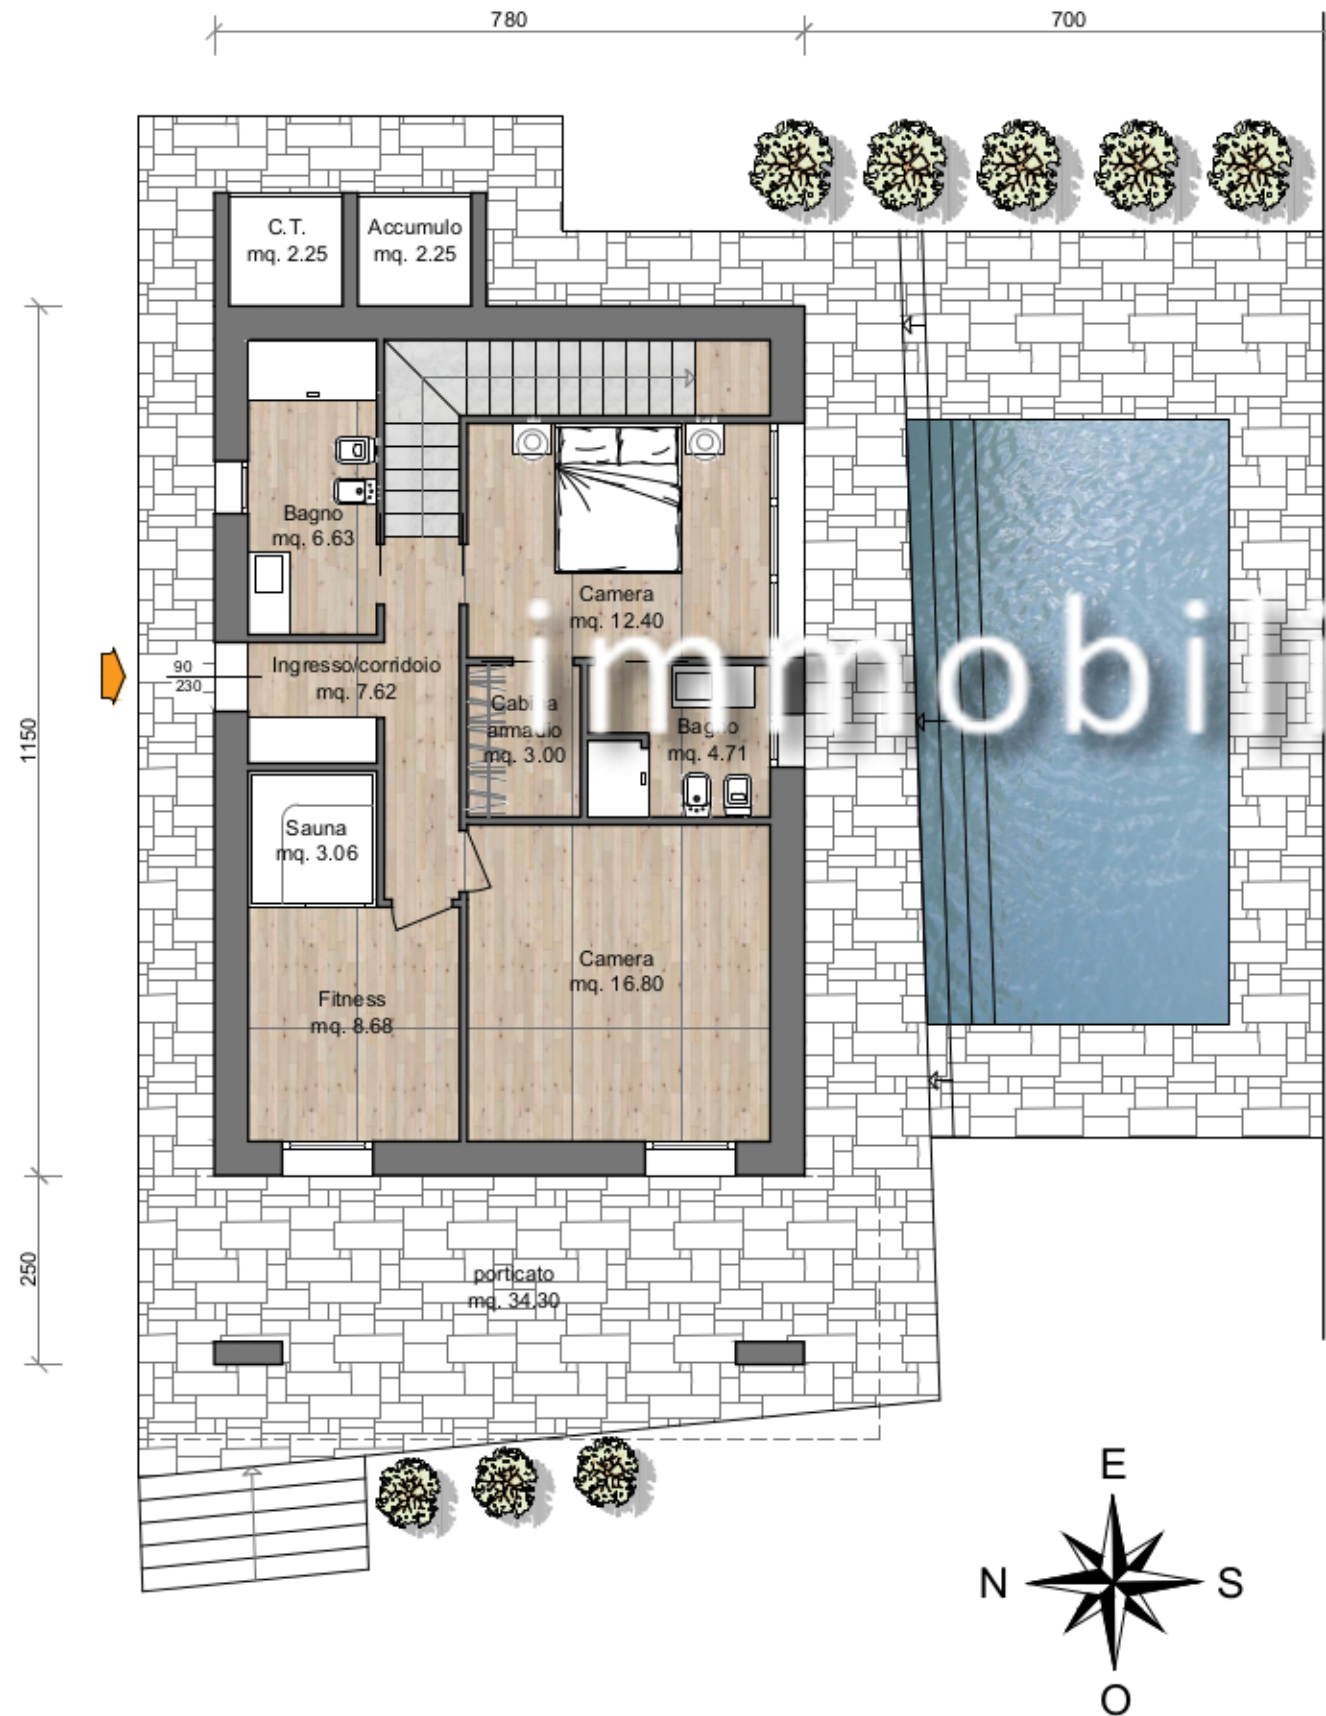 780
700
C.T.
mq. 2.25
Accumulo
mq. 2.25
Bagno
mq. 6.63
Camera
mq. 12.40
immobili
90
230
Ingresso/corridoio
mq. 7.62
Cabina
armadio
mq. 3.00
Bagno
mq. 4.71
1150
Sauna
mq. 3.06
Camera
mq. 16.80
Fitness
mq. 8.68
250
porticato
mq. 34.30
E
N
S
O